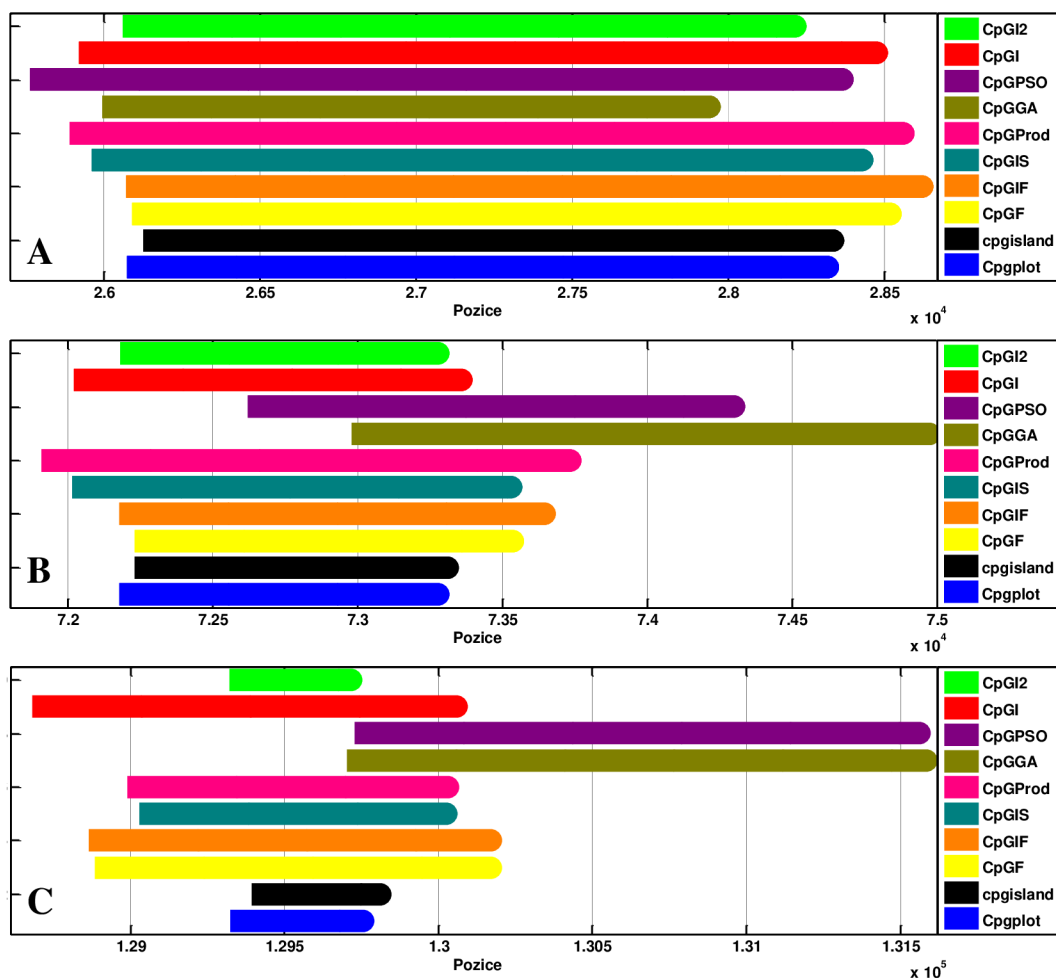 CpGI2
CpGI
CpGPSO
CpGGA
CpGProd
CpGIS
CpGIF
CpGF
cpgisland
Cpgplot
A
2.6 2.65 2.7 2.75 2.8 2.85
Pozice
x 10^4
CpGI2
CpGI
CpGPSO
CpGGA
CpGProd
CpGIS
CpGIF
CpGF
cpgisland
Cpgplot
B
7.2 7.25 7.3 7.35 7.4 7.45 7.5
Pozice
x 10^4
CpGI2
CpGI
CpGPSO
CpGGA
CpGProd
CpGIS
CpGIF
CpGF
cpgisland
Cpgplot
C
1.29 1.295 1.3 1.305 1.31 1.315
Pozice
x 10^5